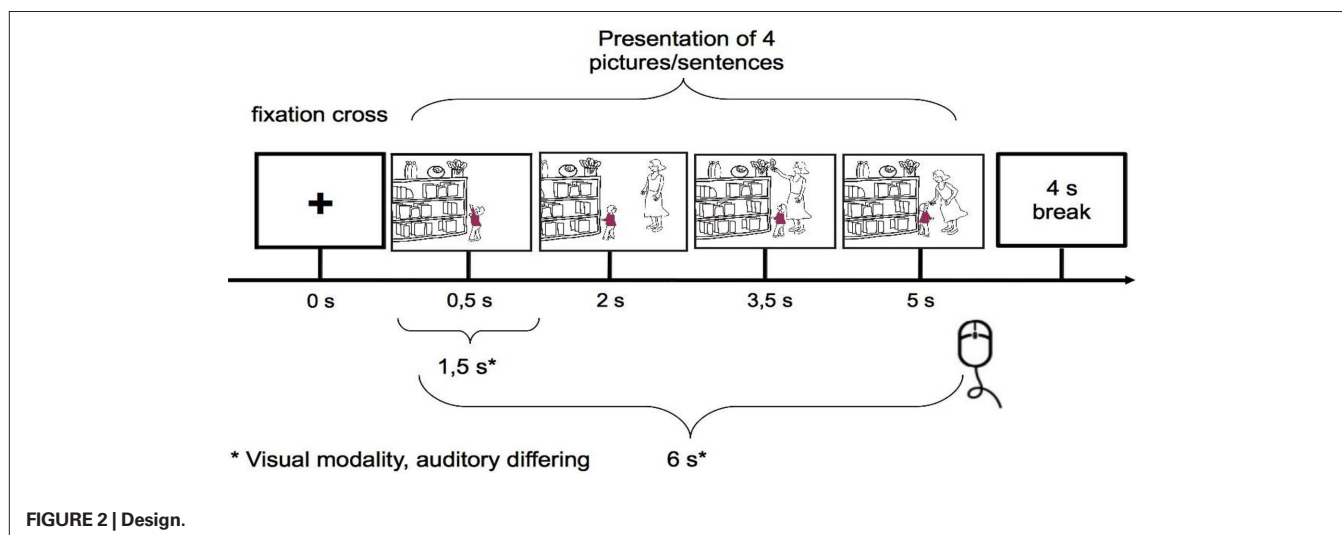 Presentation of 4
pictures/sentences
fixation cross
+
4 s
break
0 s
0,5 s
2 s
3,5 s
5 s
1,5 s*
* Visual modality, auditory differing
6 s*
FIGURE 2 | Design.